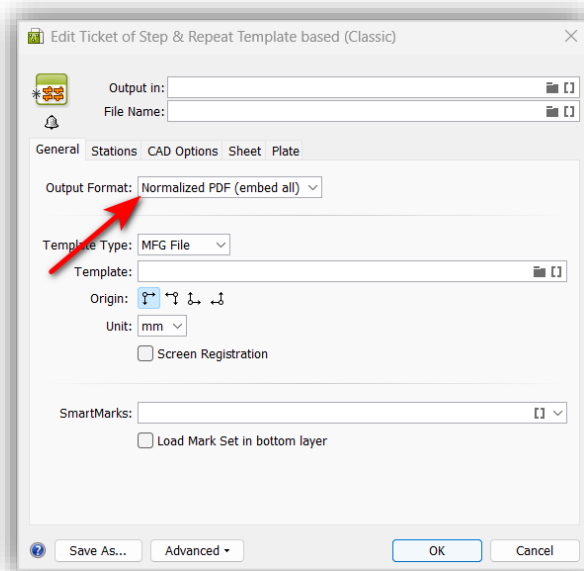 Edit Ticket of Step & Repeat Template based (Classic)
Output in:
File Name:
General Stations CAD Options Sheet Plate
Output Format: Normalized PDF (embed all)
Template Type: MFG File
Template:
Origin:
Unit: mm
Screen Registration
SmartMarks:
Load Mark Set in bottom layer
Save As... Advanced OK Cancel